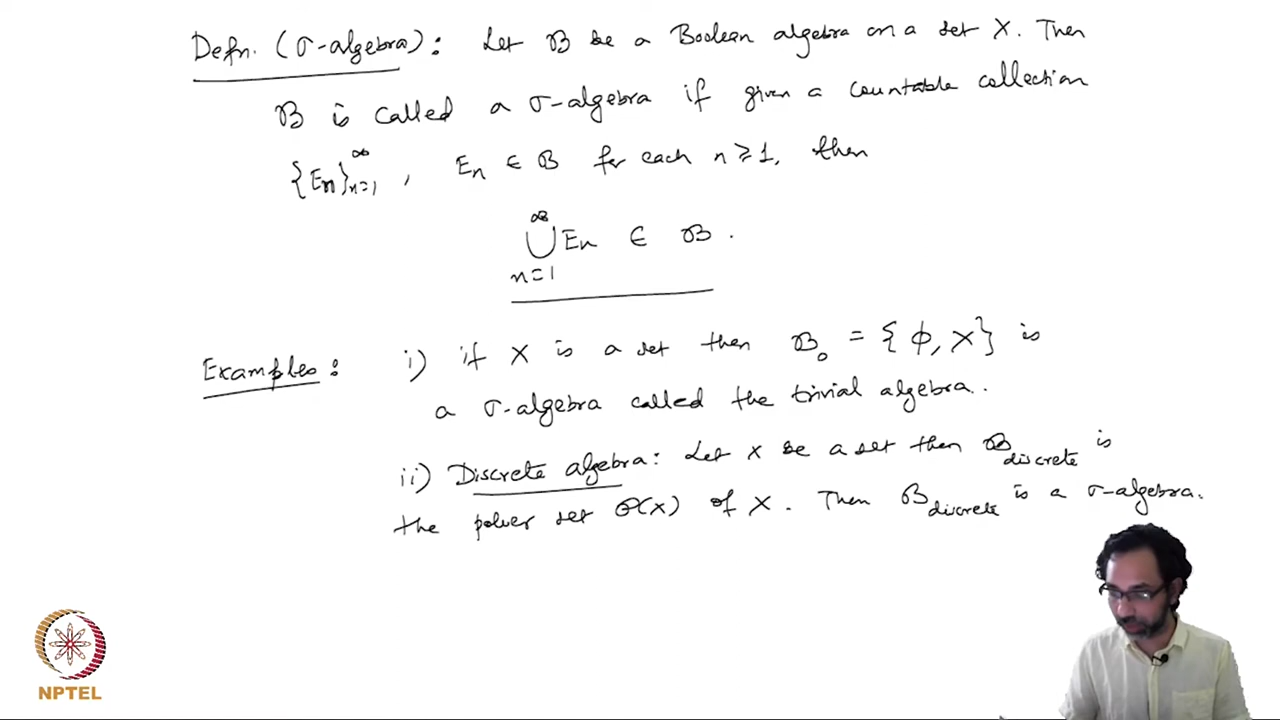 Defn. (σ-algebra): Let B be a Boolean algebra on a set X. Then
B is called a σ-algebra if given a countable collection
{Eₙ}ₙ₌₁^∞, Eₙ ∈ B for each n ≥ 1, then
⋃ₙ₌₁^∞ Eₙ ∈ B.
Examples: i) if X is a set then B₀ = {ϕ, X} is
a σ-algebra called the trivial algebra.
ii) Discrete algebra: Let X be a set then B_discrete is
the power set P(X) of X. Then B_discrete is a σ-algebra.
NPTEL